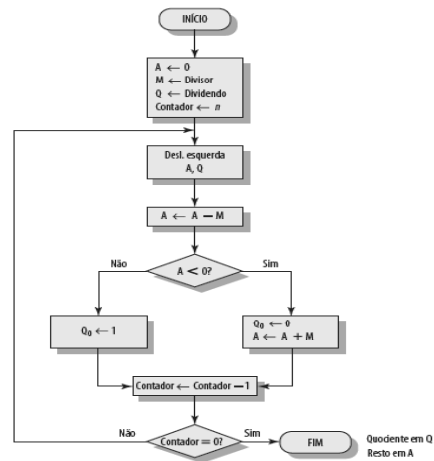 INÍCIO
A ← 0
M ← Divisor
Q ← Dividendo
Contador ← n
Desl. esquerda
A, Q
A ← A − M
Não
A < 0?
Sim
Q₀ ← 1
Q₀ ← 0
A ← A + M
Contador ← Contador − 1
Não
Contador = 0?
Sim
FIM
Quociente em Q
Resto em A